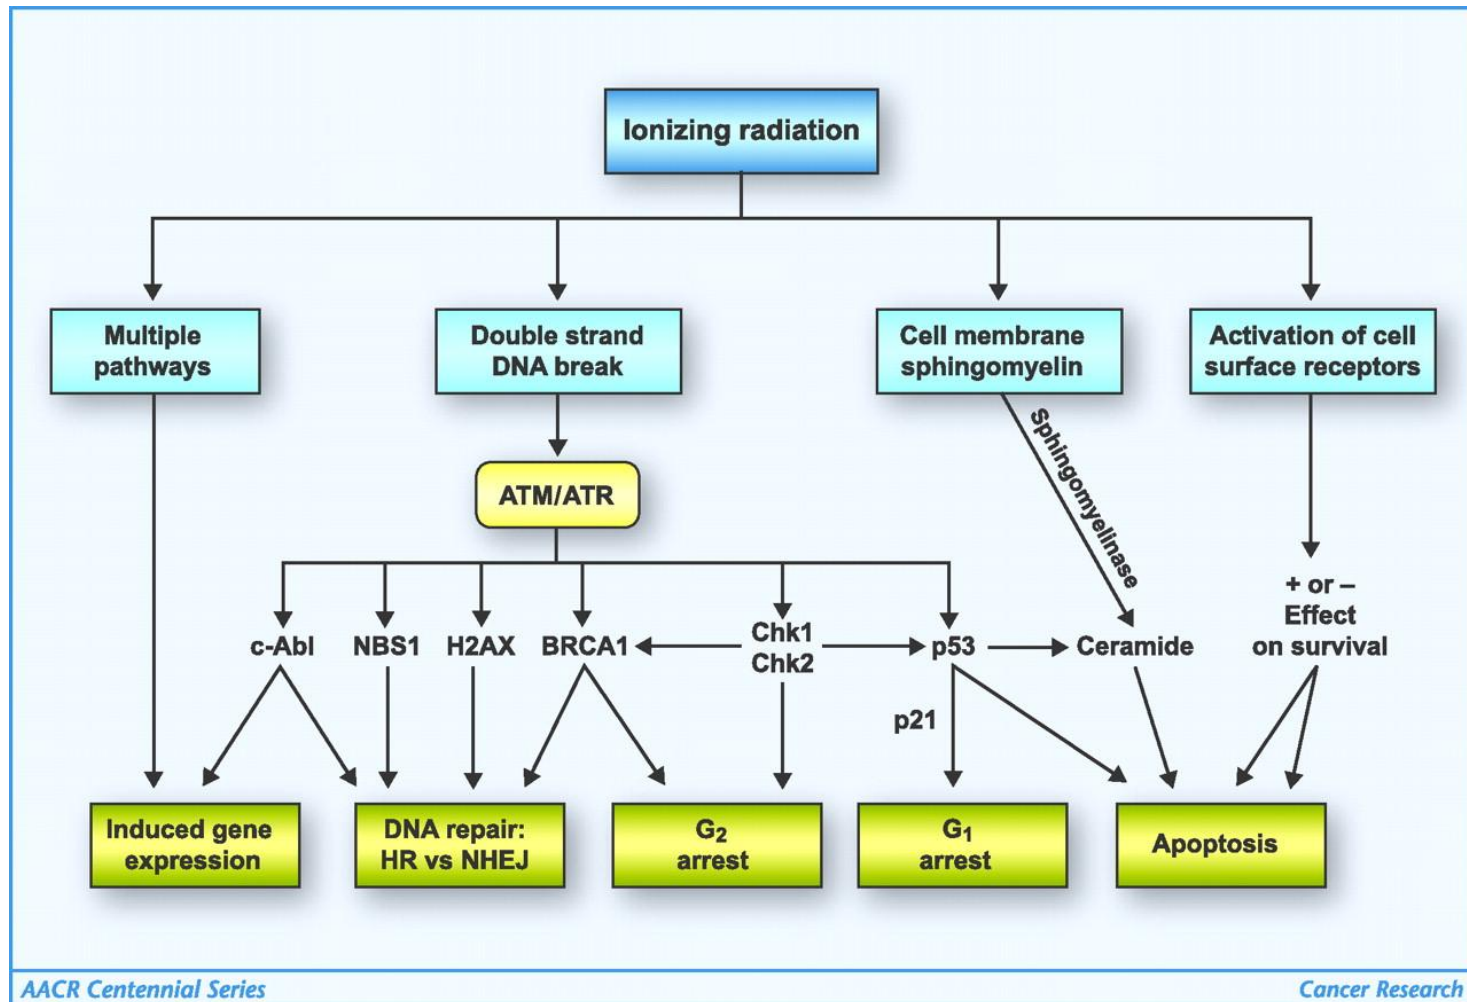 Ionizing radiation
Multiple
pathways
Double strand
DNA break
Cell membrane
sphingomyelin
Activation of cell
surface receptors
Sphingomyelinase
ATM/ATR
c-Abl
NBS1
H2AX
BRCA1
Chk1
Chk2
p53
Ceramide
+ or –
Effect
on survival
p21
Induced gene
expression
DNA repair:
HR vs NHEJ
G2
arrest
G1
arrest
Apoptosis
AACR Centennial Series
Cancer Research